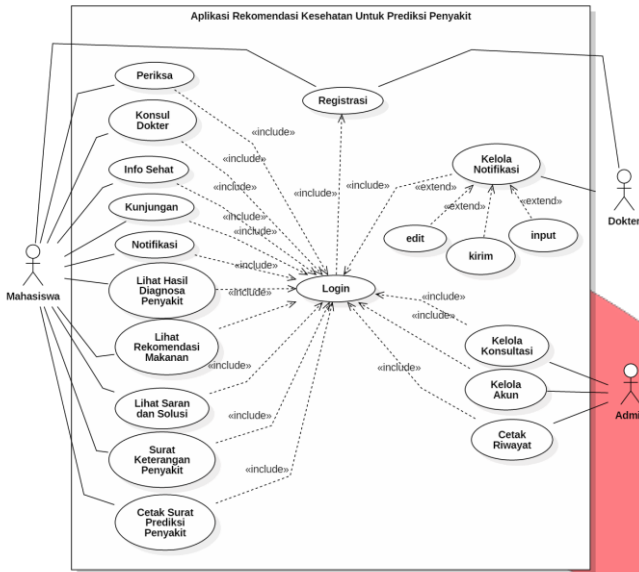 Aplikasi Rekomendasi Kesehatan Untuk Prediksi Penyakit
Periksa
Registrasi
«include»
Konsul
Dokter
«include»
«include»
Kelola
Notifikasi
Info Sehat
«include»
«include»
«include»
«extend»
Kunjungan
«include»
«extend»
«extend»
Dokter
«include»
edit
input
Notifikasi
kirim
«include»
Mahasiswa
Lihat Hasil
Diagnosa
Penyakit
«include»
Login
«include»
«include»
Lihat
Rekomendasi
Makanan
Kelola
Konsultasi
«include»
«include»
Kelola
Akun
Admi
Lihat Saran
dan Solusi
«include»
Cetak
Riwayat
Surat
Keterangan
Penyakit
«include»
Cetak Surat
Prediksi
Penyakit